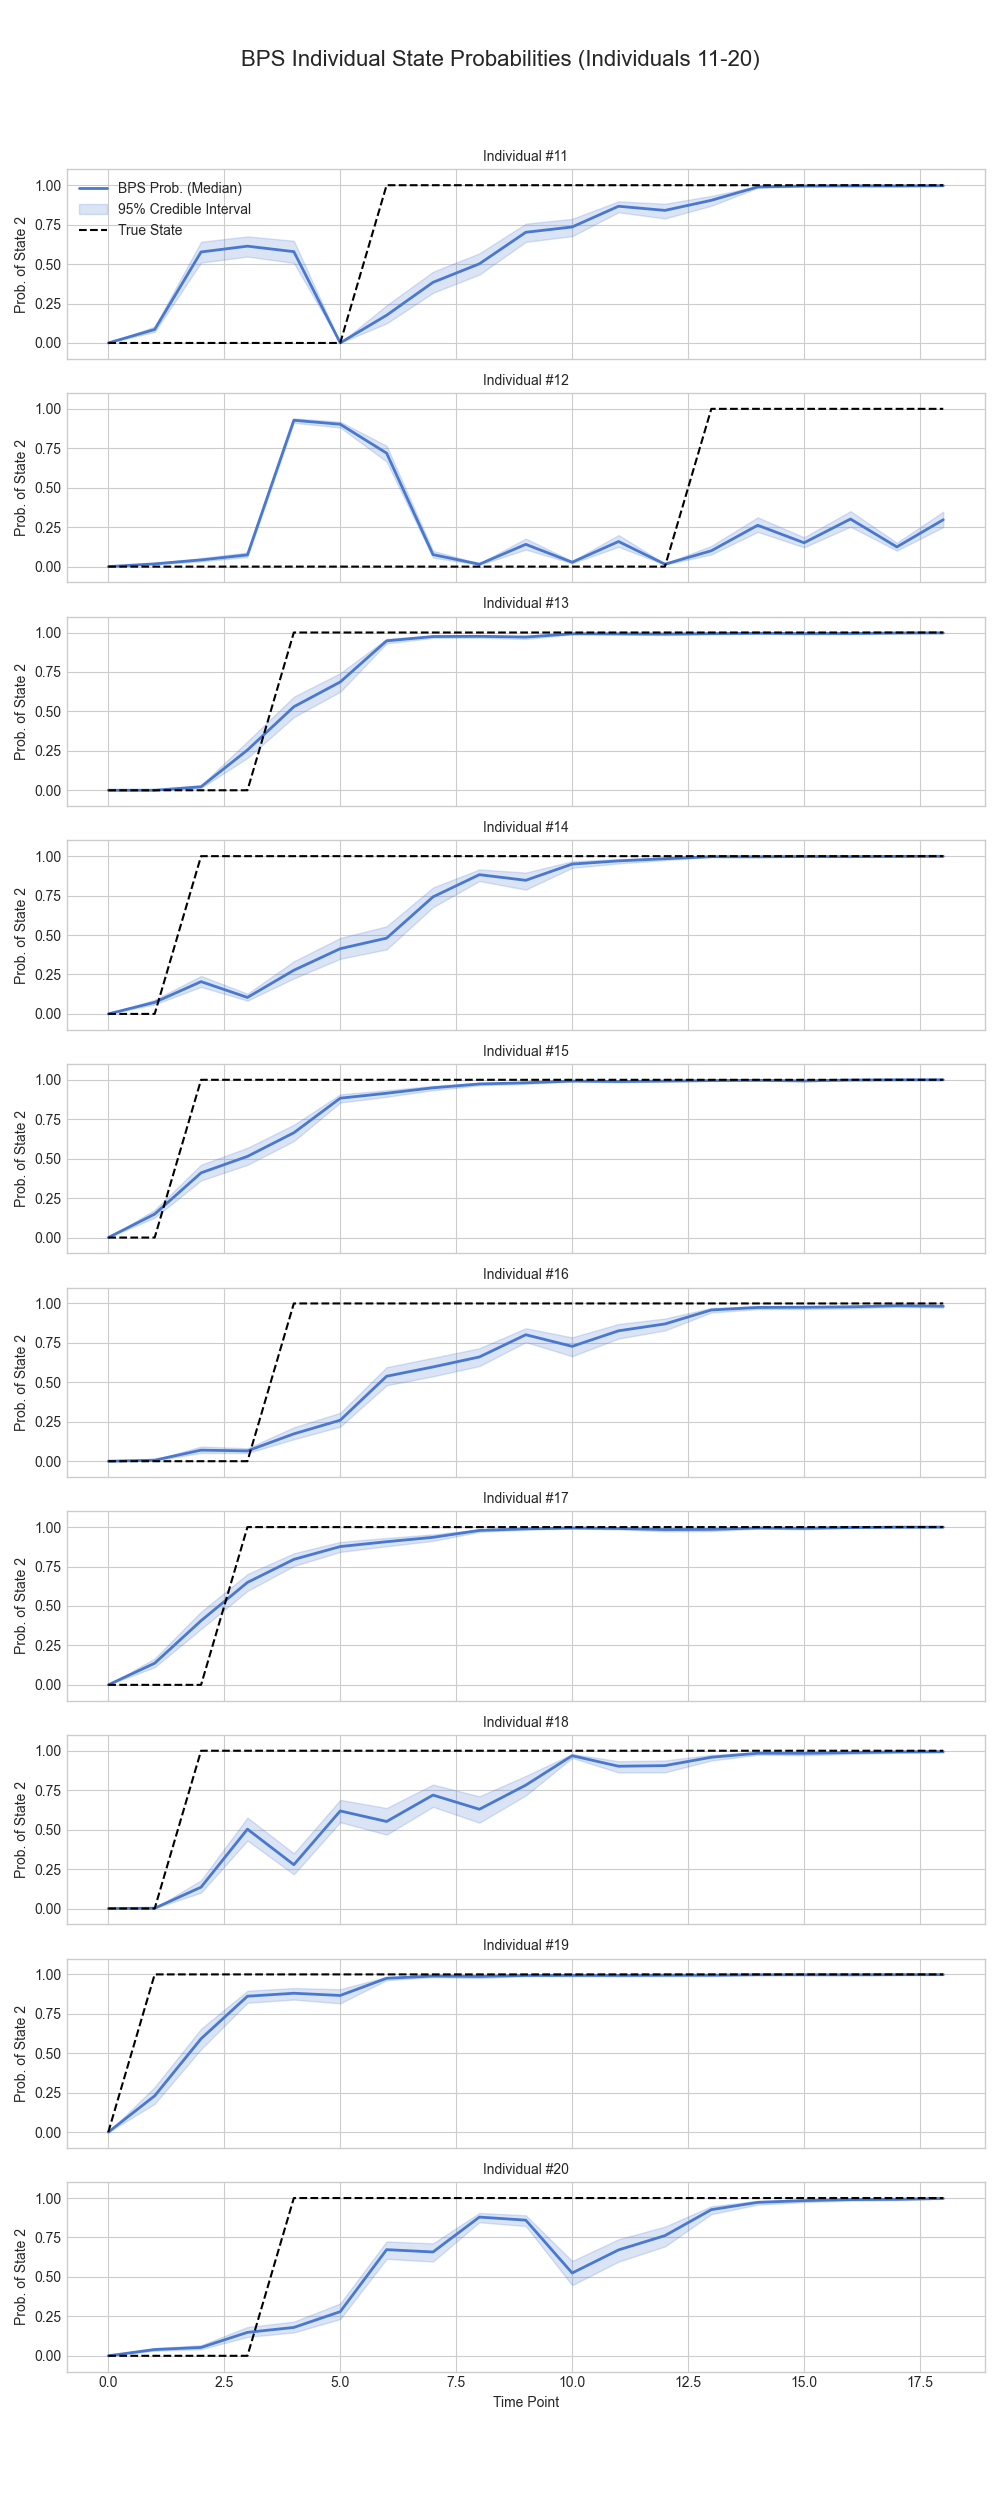 BPS Individual State Probabilities (Individuals 11-20)
Individual #11
1.00
0.75
0.50
0.25
0.00
Prob. of State 2
BPS Prob. (Median)
95% Credible Interval
True State
Individual #12
1.00
0.75
0.50
0.25
0.00
Prob. of State 2
Individual #13
1.00
0.75
0.50
0.25
0.00
Prob. of State 2
Individual #14
1.00
0.75
0.50
0.25
0.00
Prob. of State 2
Individual #15
1.00
0.75
0.50
0.25
0.00
Prob. of State 2
Individual #16
1.00
0.75
0.50
0.25
0.00
Prob. of State 2
Individual #17
1.00
0.75
0.50
0.25
0.00
Prob. of State 2
Individual #18
1.00
0.75
0.50
0.25
0.00
Prob. of State 2
Individual #19
1.00
0.75
0.50
0.25
0.00
Prob. of State 2
Individual #20
1.00
0.75
0.50
0.25
0.00
Prob. of State 2
0.0 2.5 5.0 7.5 10.0 12.5 15.0 17.5
Time Point